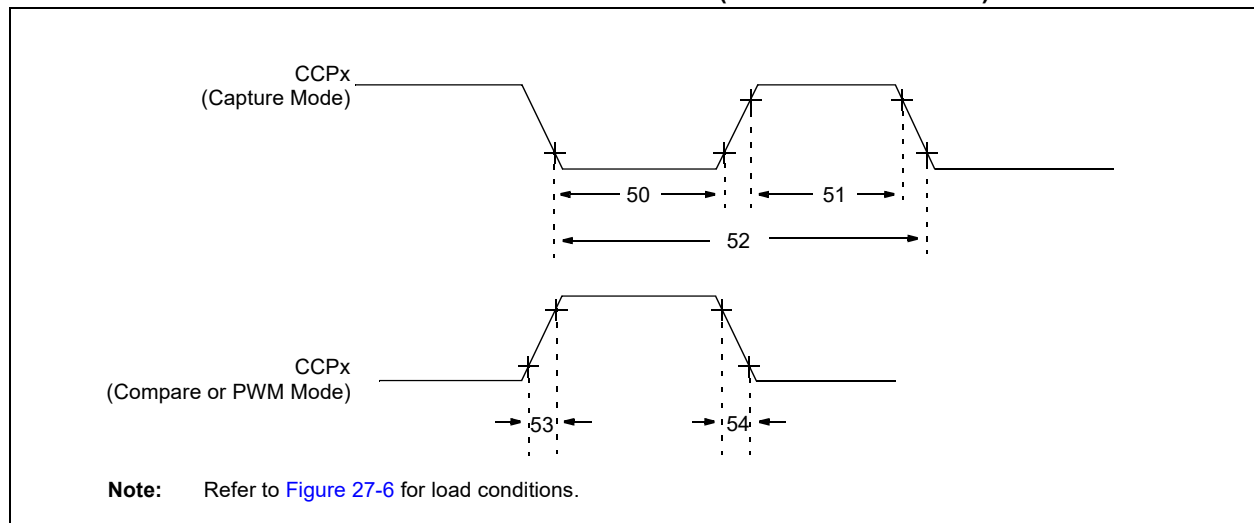 CCPx
(Capture Mode)
50
51
52
CCPx
(Compare or PWM Mode)
53
54
Note: Refer to Figure 27-6 for load conditions.